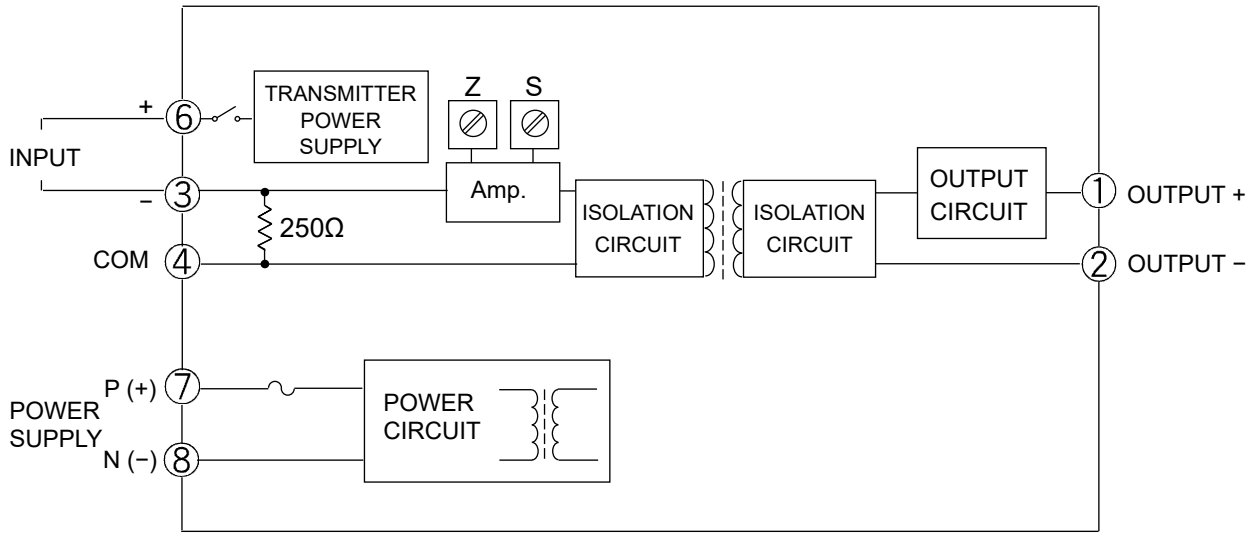 Z
S
TRANSMITTER
POWER
SUPPLY
+
6
INPUT
−
3
Amp.
250Ω
COM
4
ISOLATION
CIRCUIT
ISOLATION
CIRCUIT
OUTPUT
CIRCUIT
1
OUTPUT +
2
OUTPUT −
POWER
SUPPLY
P (+)
7
N (−)
8
POWER
CIRCUIT